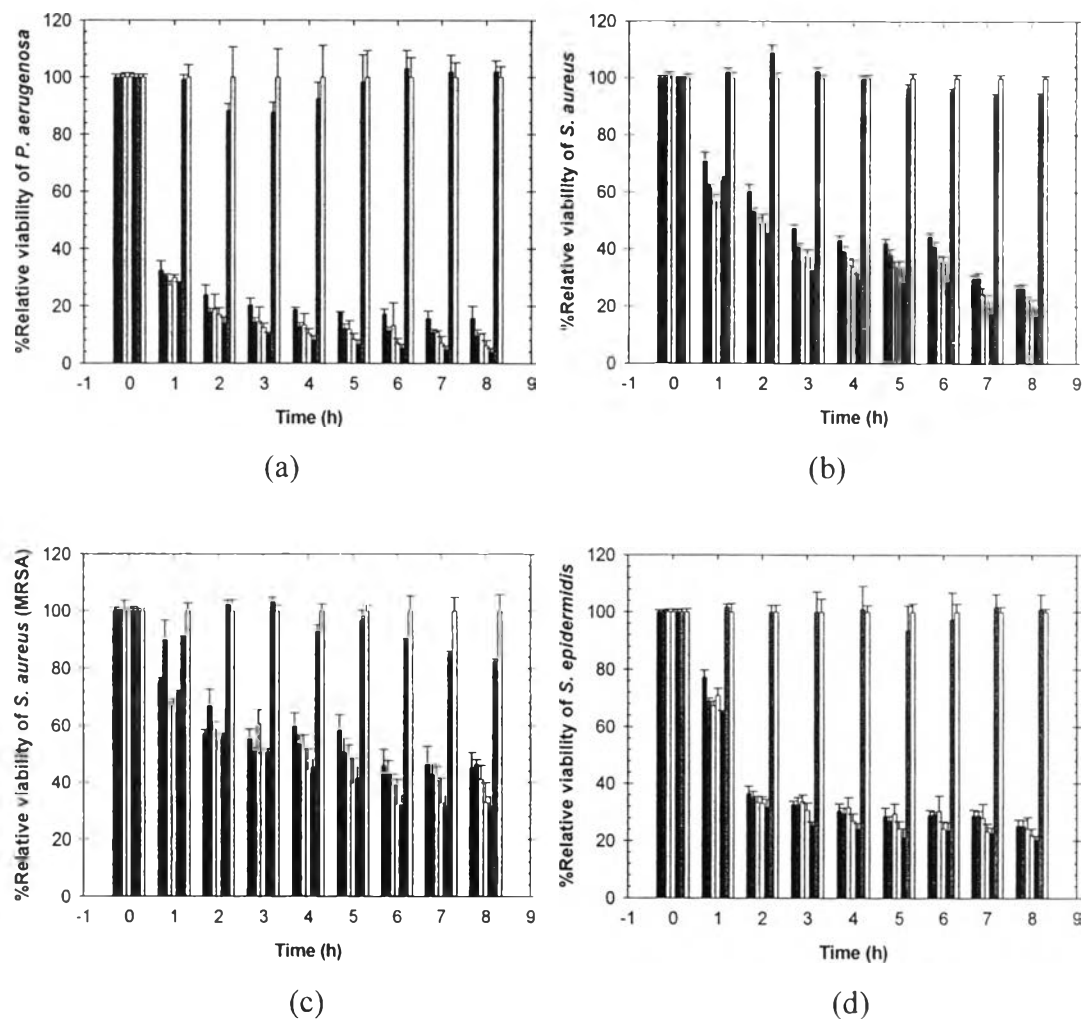 %Relative viability of P. aerugenosa
120
100
80
60
40
20
0
-1 0 1 2 3 4 5 6 7 8 9
Time (h)
(a)
%Relative viability of S. aureus
120
100
80
60
40
20
0
-1 0 1 2 3 4 5 6 7 8 9
Time (h)
(b)
%Relative viability of S. aureus (MRSA)
120
100
80
60
40
20
0
-1 0 1 2 3 4 5 6 7 8 9
Time (h)
(c)
%Relative viability of S. epidermidis
120
100
80
60
40
20
0
-1 0 1 2 3 4 5 6 7 8 9
Time (h)
(d)